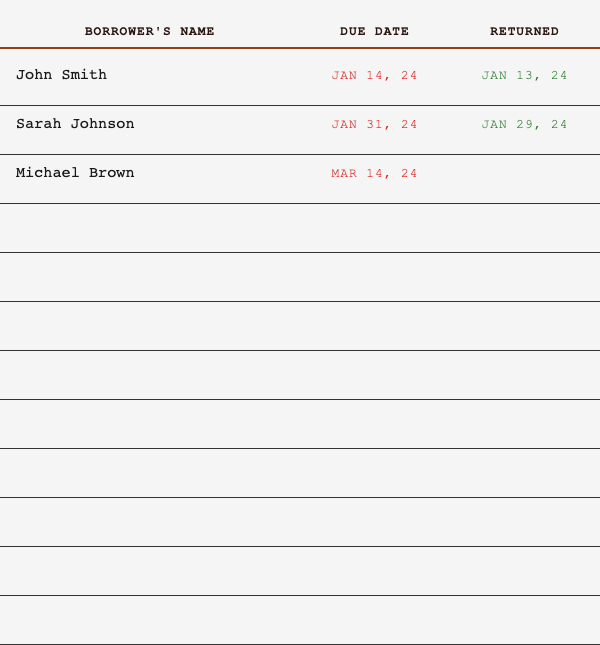 BORROWER'S NAME DUE DATE RETURNED
John Smith JAN 14, 24 JAN 13, 24
Sarah Johnson JAN 31, 24 JAN 29, 24
Michael Brown MAR 14, 24